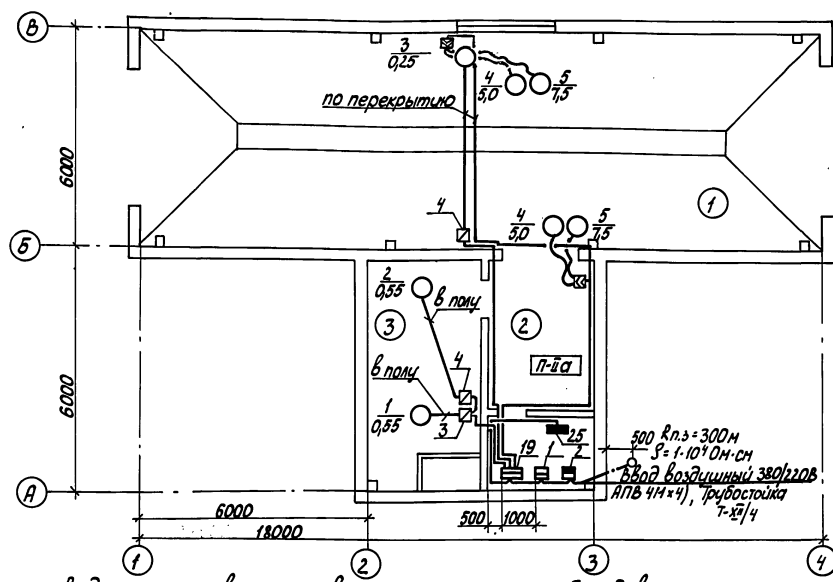 В
3
0,25
4
5,0
5
7,5
по перекрытию
6000
4
4
5,0
5
7,5
1
Б
2
0,55
в полу
3
2
П-IIа
6000
4
в полу
1
0,55
3
25
19
1
2
500
Rп.з = 300 м
ρ = 1·10⁴ Ом·см
Ввод воздушный 380/220В
АПВ 4(1×4), Трубостойка
Т-XII/4
А
6000
500
1000
18000
1
2
3
4